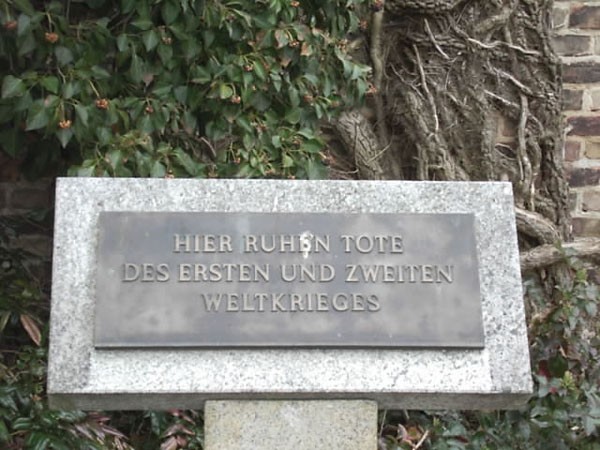 HIER RUHEN TOTE
DES ERSTEN UND ZWEITEN
WELTKRIEGES